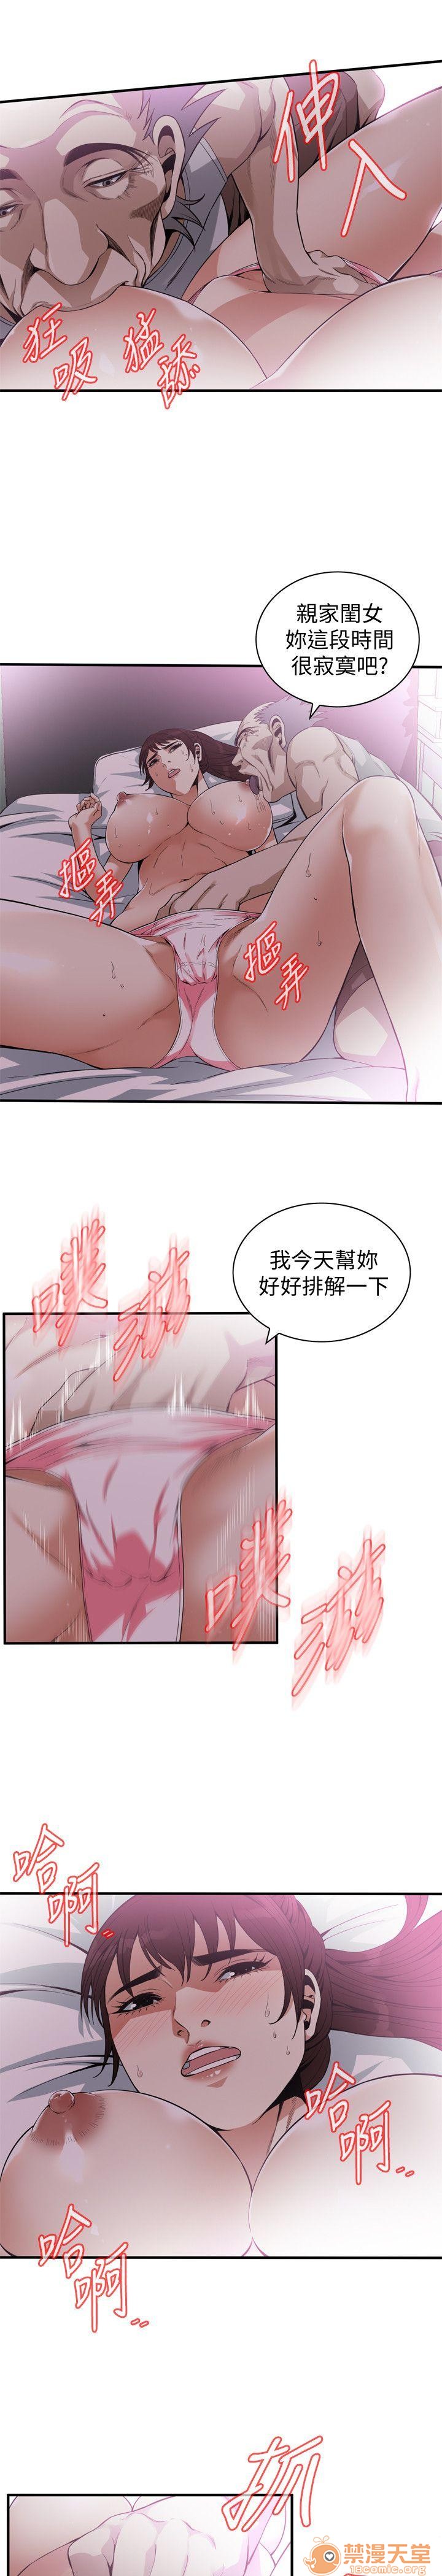 伸入
狂吸
猛舔
親家閨女
妳這段時間
很寂寞吧?
摳弄
摳弄
我今天幫妳
好好排解一下
噗滋
噗滋
哈啊..
哈啊..
哈啊..
抓
禁漫天堂
18comic.org